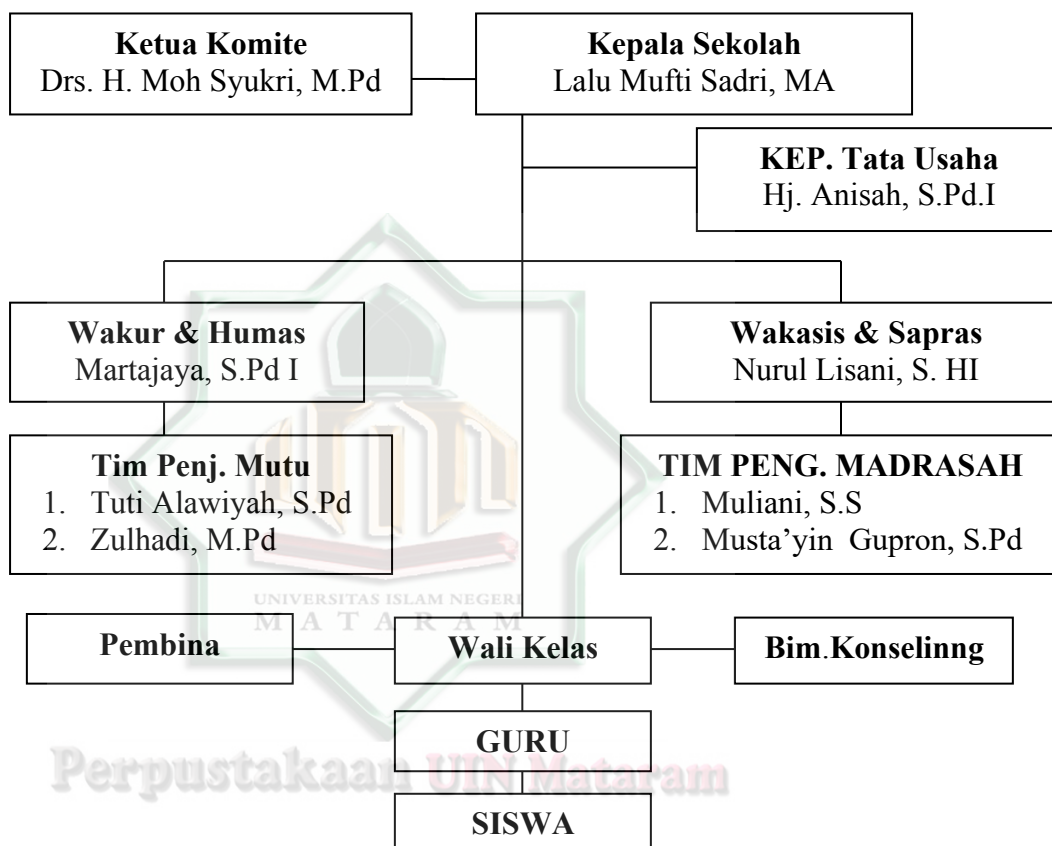 Ketua Komite
Drs. H. Moh Syukri, M.Pd
Kepala Sekolah
Lalu Mufti Sadri, MA
KEP. Tata Usaha
Hj. Anisah, S.Pd.I
Wakur & Humas
Martajaya, S.Pd I
Wakasis & Sapras
Nurul Lisani, S. HI
Tim Penj. Mutu
1. Tuti Alawiyah, S.Pd
2. Zulhadi, M.Pd
TIM PENG. MADRASAH
1. Muliani, S.S
2. Musta’yin Gupron, S.Pd
UNIVERSITAS ISLAM NEGERI
MATARAM
Pembina
Wali Kelas
Bim.Konselinng
GURU
Perpustakaan UIN Mataram
SISWA